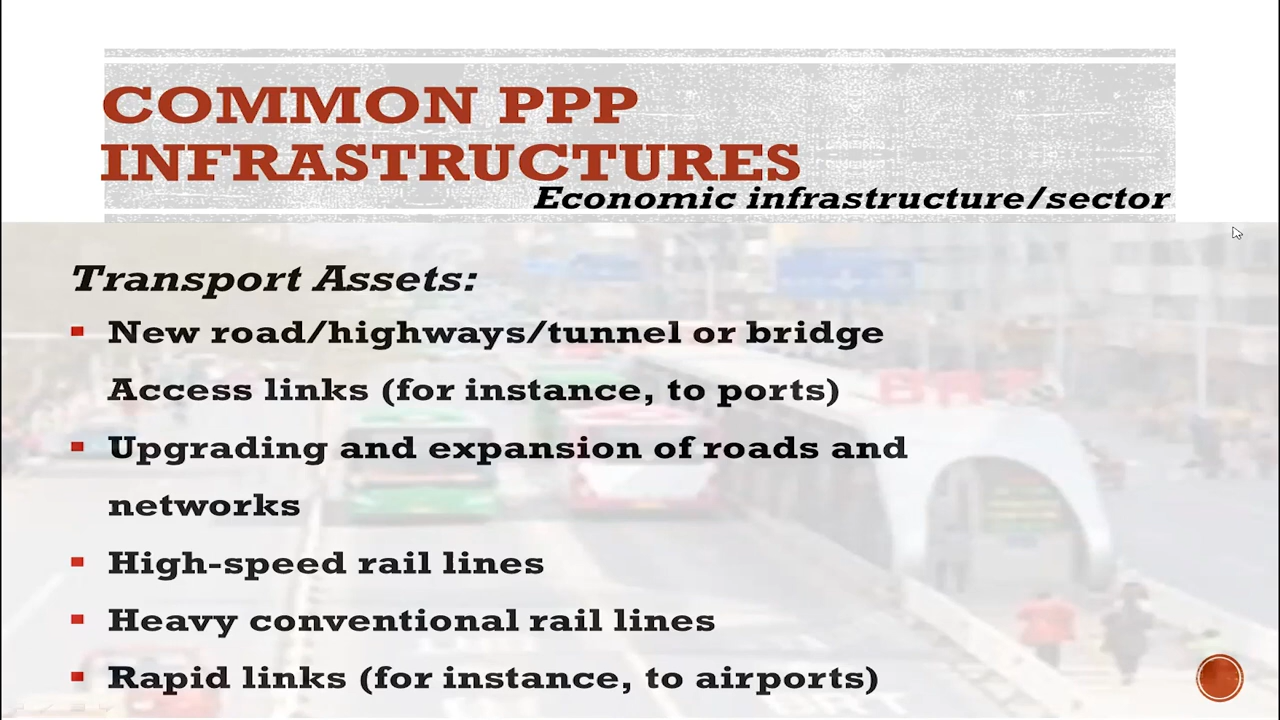 COMMON PPP
INFRASTRUCTURES
Economic infrastructure/sector
Transport Assets:
New road/highways/tunnel or bridge
Access links (for instance, to ports)
Upgrading and expansion of roads and
networks
High-speed rail lines
Heavy conventional rail lines
Rapid links (for instance, to airports)
BRT